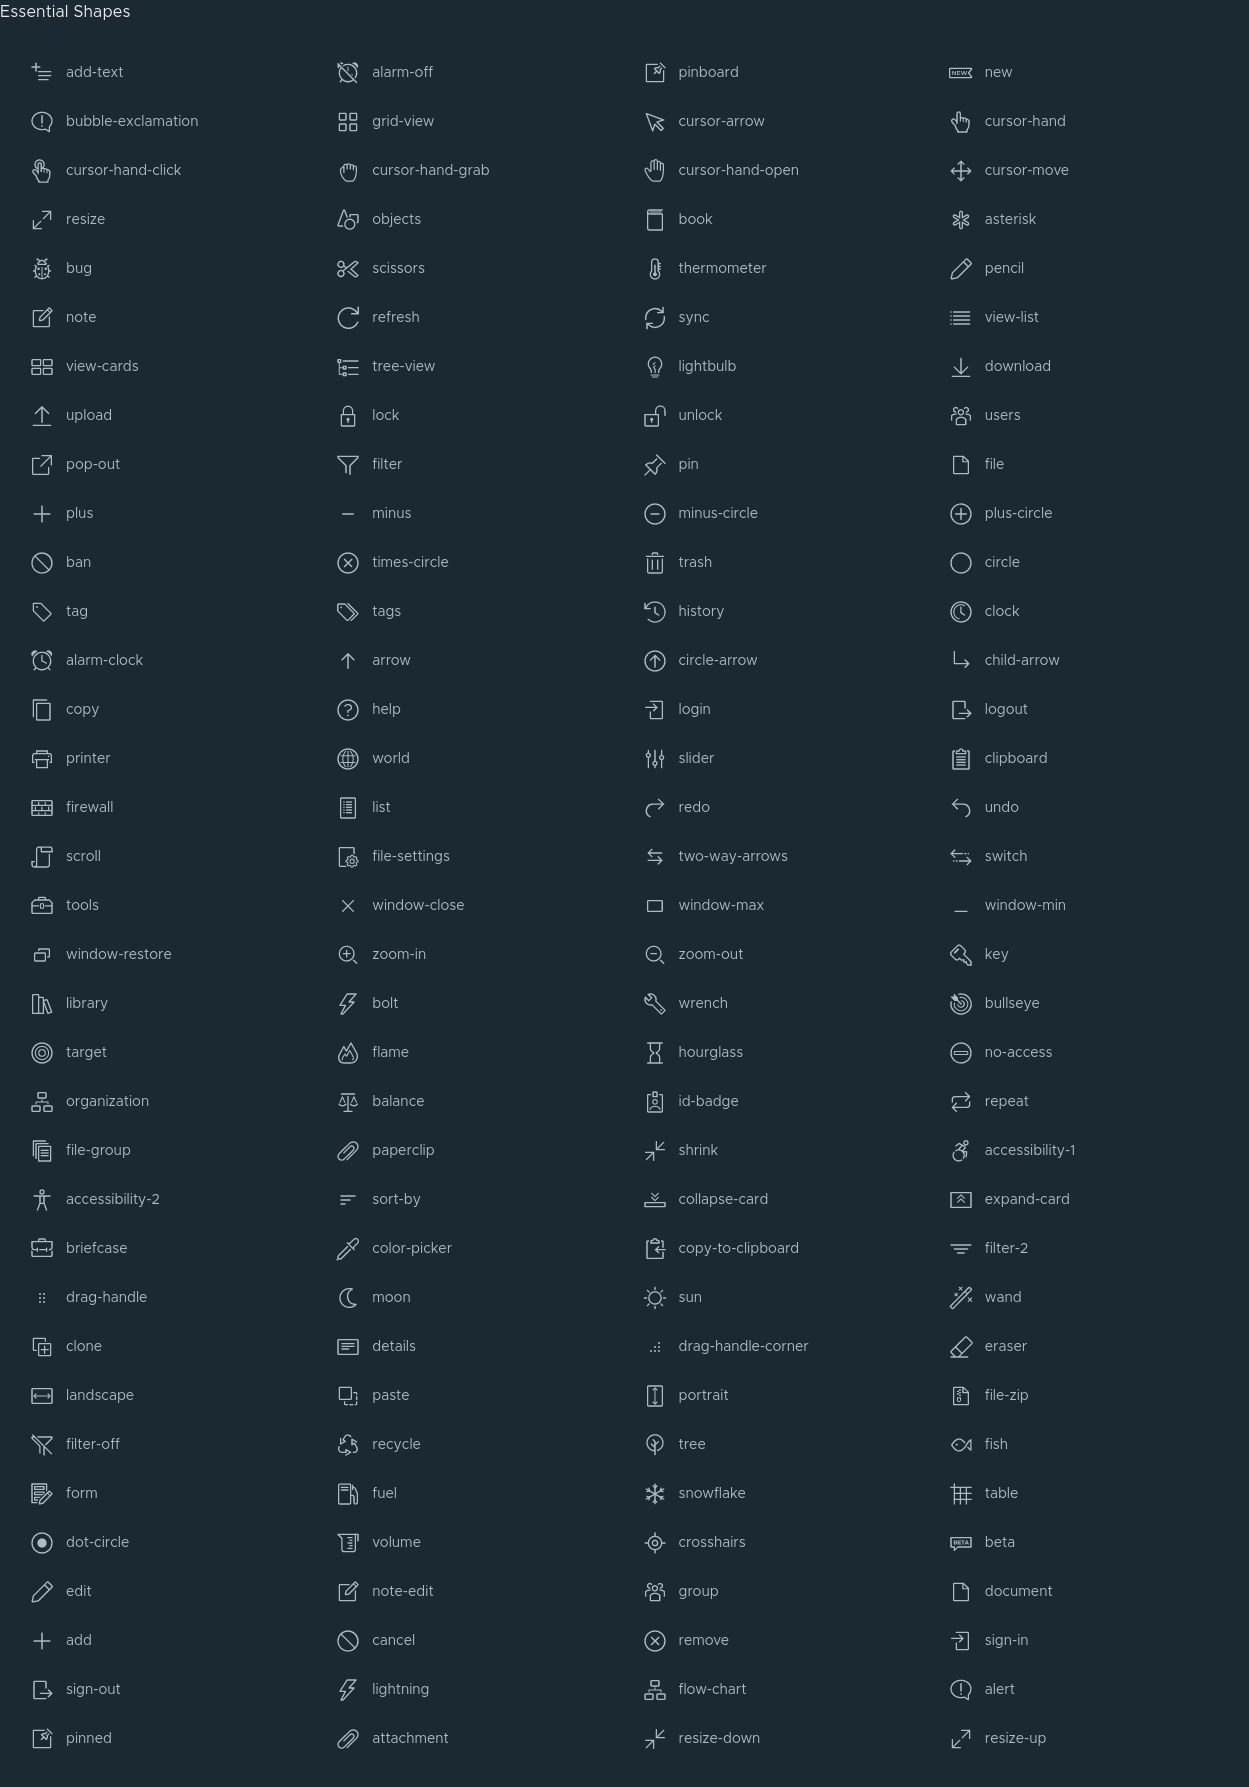 Essential Shapes
add-text alarm-off pinboard NEW new
bubble-exclamation grid-view cursor-arrow cursor-hand
cursor-hand-click cursor-hand-grab cursor-hand-open cursor-move
resize objects book asterisk
bug scissors thermometer pencil
note refresh sync view-list
view-cards tree-view lightbulb download
upload lock unlock users
pop-out filter pin file
plus minus minus-circle plus-circle
ban times-circle trash circle
tag tags history clock
alarm-clock arrow circle-arrow child-arrow
copy help login logout
printer world slider clipboard
firewall list redo undo
scroll file-settings two-way-arrows switch
tools window-close window-max window-min
window-restore zoom-in zoom-out key
library bolt wrench bullseye
target flame hourglass no-access
organization balance id-badge repeat
file-group paperclip shrink accessibility-1
accessibility-2 sort-by collapse-card expand-card
briefcase color-picker copy-to-clipboard filter-2
drag-handle moon sun wand
clone details drag-handle-corner eraser
landscape paste portrait file-zip
filter-off recycle tree fish
form fuel snowflake table
dot-circle volume crosshairs BETA beta
edit note-edit group document
add cancel remove sign-in
sign-out lightning flow-chart alert
pinned attachment resize-down resize-up